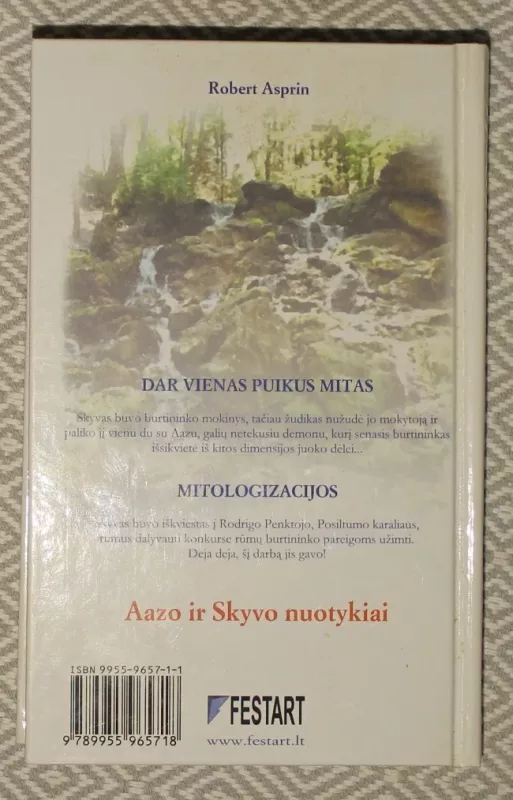 Robert Asprin
DAR VIENAS PUIKUS MITAS
Skyvas buvo burtininko mokinys, tačiau žudikas nužudė jo mokytoją ir
paliko jį vienu du su Aazu, galių netekusiu demonu, kurį senasis burtininkas
išsikvietė iš kitos dimensijos juoko dėlei...
MITOLOGIZACIJOS
buvo iškviestas į Rodrigo Penktojo, Posiltumo karaliaus,
rūmus dalyvauti konkurse rūmų burtininko pareigoms užimti.
Deja deja, šį darbą jis gavo!
Aazo ir Skyvo nuotykiai
ISBN 9955-9657-1-1
9 789955 965718
FESTART
www.festart.lt